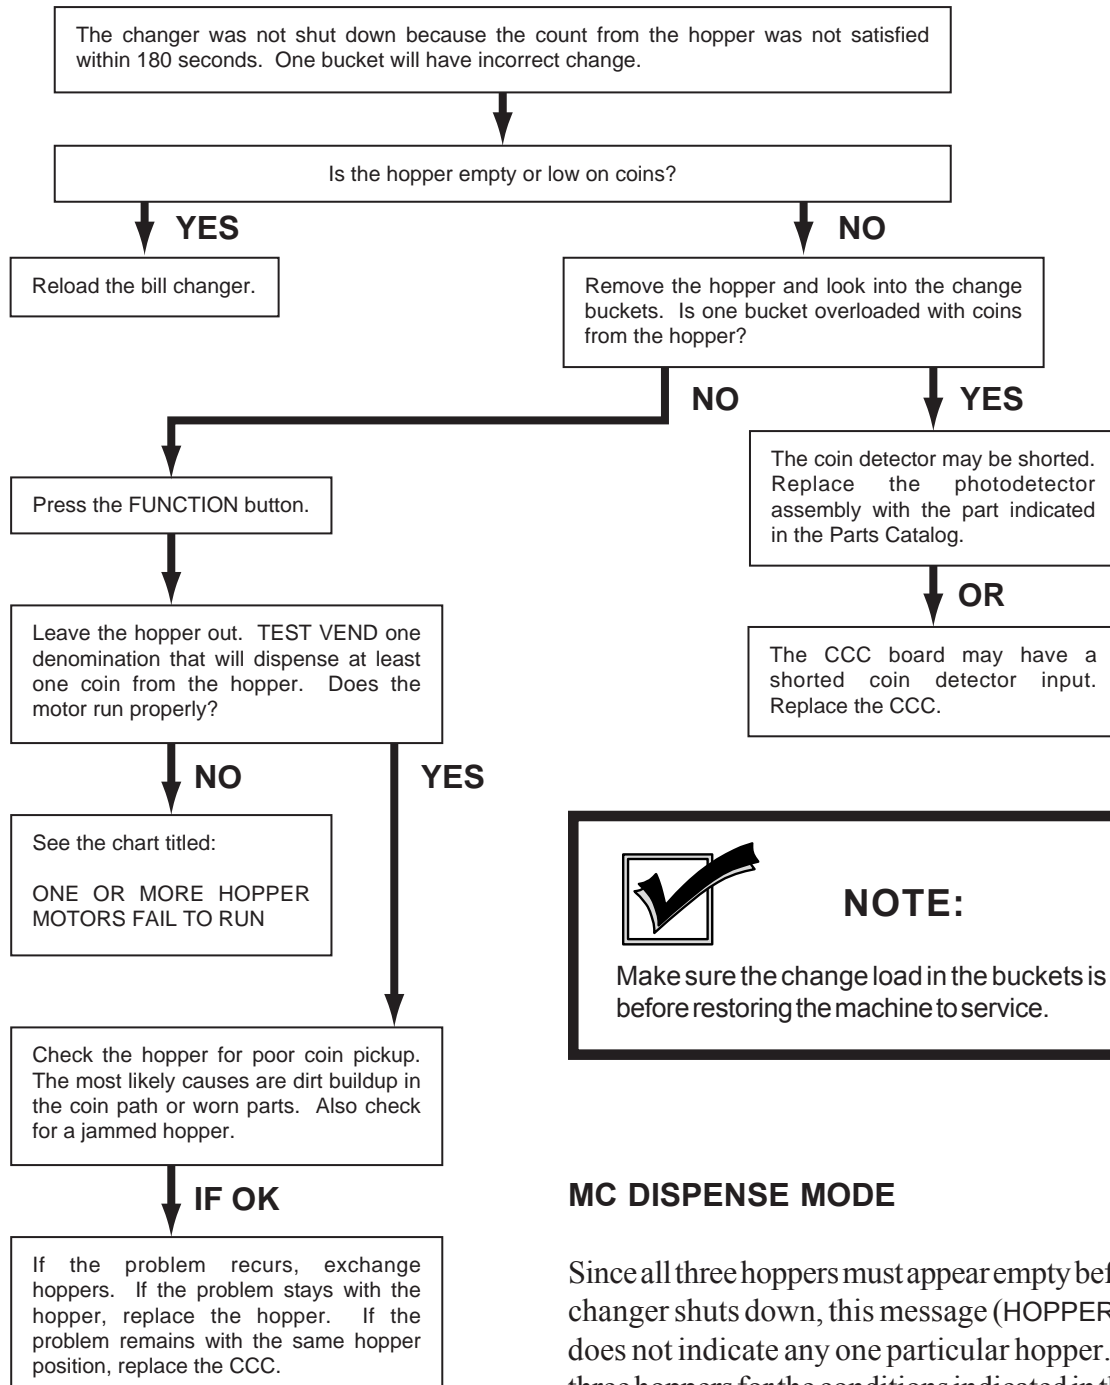 The changer was not shut down because the count from the hopper was not satisfied
within 180 seconds. One bucket will have incorrect change.
Is the hopper empty or low on coins?
YES
NO
Reload the bill changer.
Remove the hopper and look into the change
buckets. Is one bucket overloaded with coins
from the hopper?
NO
YES
The coin detector may be shorted.
Replace the photodetector
assembly with the part indicated
in the Parts Catalog.
OR
The CCC board may have a
shorted coin detector input.
Replace the CCC.
Press the FUNCTION button.
Leave the hopper out. TEST VEND one
denomination that will dispense at least
one coin from the hopper. Does the
motor run properly?
NO
YES
See the chart titled:
ONE OR MORE HOPPER
MOTORS FAIL TO RUN
Check the hopper for poor coin pickup.
The most likely causes are dirt buildup in
the coin path or worn parts. Also check
for a jammed hopper.
IF OK
If the problem recurs, exchange
hoppers. If the problem stays with the
hopper, replace the hopper. If the
problem remains with the same hopper
position, replace the CCC.
NOTE:
Make sure the change load in the buckets is
before restoring the machine to service.
MC DISPENSE MODE
Since all three hoppers must appear empty bef
changer shuts down, this message (HOPPER
does not indicate any one particular hopper.
three hoppers for the conditions indicated in th